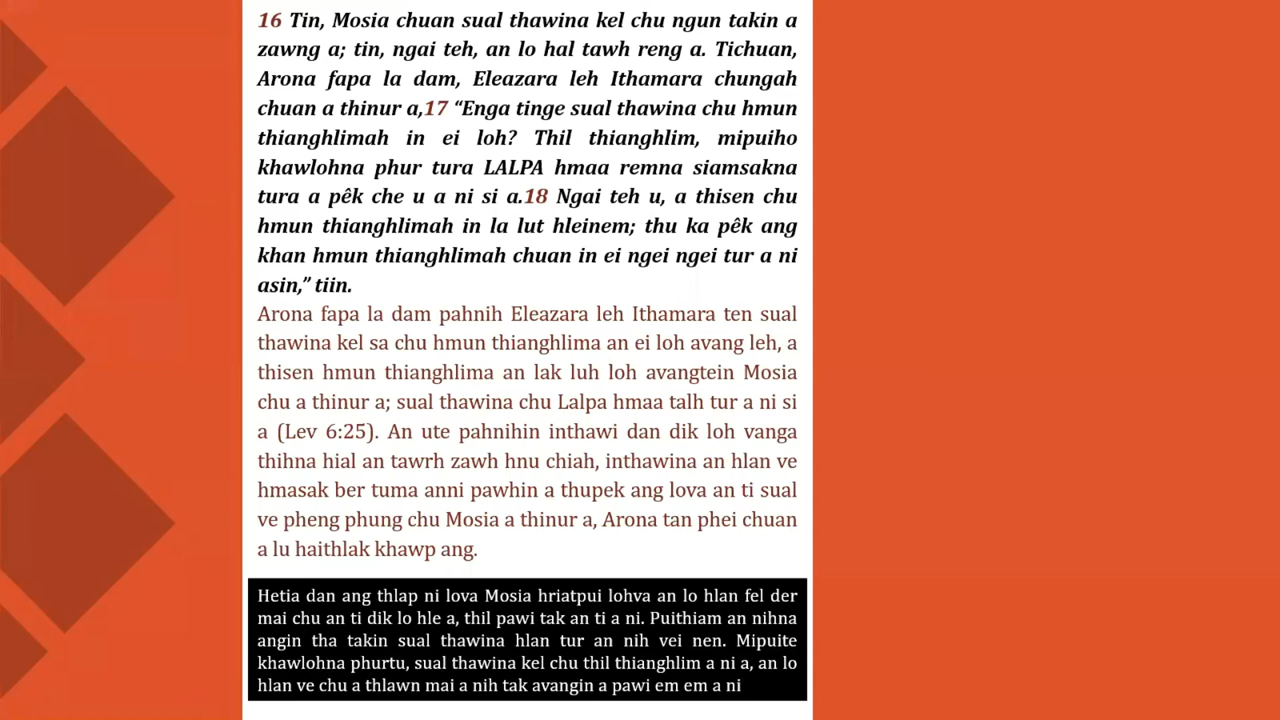 16 Tin, Mosia chuan sual thawina kel chu ngun takin a
zawng a; tin, ngai teh, an lo hal tawh reng a. Tichuan,
Arona fapa la dam, Eleazara leh Ithamara chungah
chuan a thinur a,17 “Enga tinge sual thawina chu hmun
thianghlimah in ei loh? Thil thianghlim, mipuiho
khawlohna phur tura LALPA hmaa remna siamsakna
tura a pêk che u a ni si a.18 Ngai teh u, a thisen chu
hmun thianghlimah in la lut hleinem; thu ka pêk ang
khan hmun thianghlimah chuan in ei ngei ngei tur a ni
asin,” tiin.
Arona fapa la dam pahnih Eleazara leh Ithamara ten sual
thawina kel sa chu hmun thianghlima an ei loh avang leh, a
thisen hmun thianghlima an lak luh loh avangtein Mosia
chu a thinur a; sual thawina chu Lalpa hmaa talh tur a ni si
a (Lev 6:25). An ute pahnihin inthawi dan dik loh vanga
thihna hial an tawrh zawh hnu chiah, inthawina an hlan ve
hmasak ber tuma anni pawhin a thupek ang lova an ti sual
ve pheng phung chu Mosia a thinur a, Arona tan phei chuan
a lu haithlak khawp ang.
Hetia dan ang thlap ni lova Mosia hriatpui lohva an lo hlan fel der
mai chu an ti dik lo hle a, thil pawi tak an ti a ni. Puithiam an nihna
angin tha takin sual thawina hlan tur an nih vei nen. Mipuite
khawlohna phurtu, sual thawina kel chu thil thianghlim a ni a, an lo
hlan ve chu a thlawn mai a nih tak avangin a pawi em em a ni